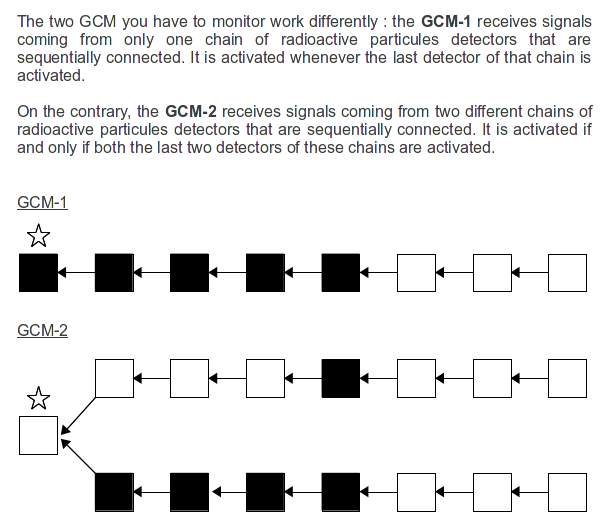 The two GCM you have to monitor work differently : the GCM-1 receives signals
coming from only one chain of radioactive particules detectors that are
sequentially connected. It is activated whenever the last detector of that chain is
activated.
On the contrary, the GCM-2 receives signals coming from two different chains of
radioactive particules detectors that are sequentially connected. It is activated if
and only if both the last two detectors of these chains are activated.
GCM-1
GCM-2